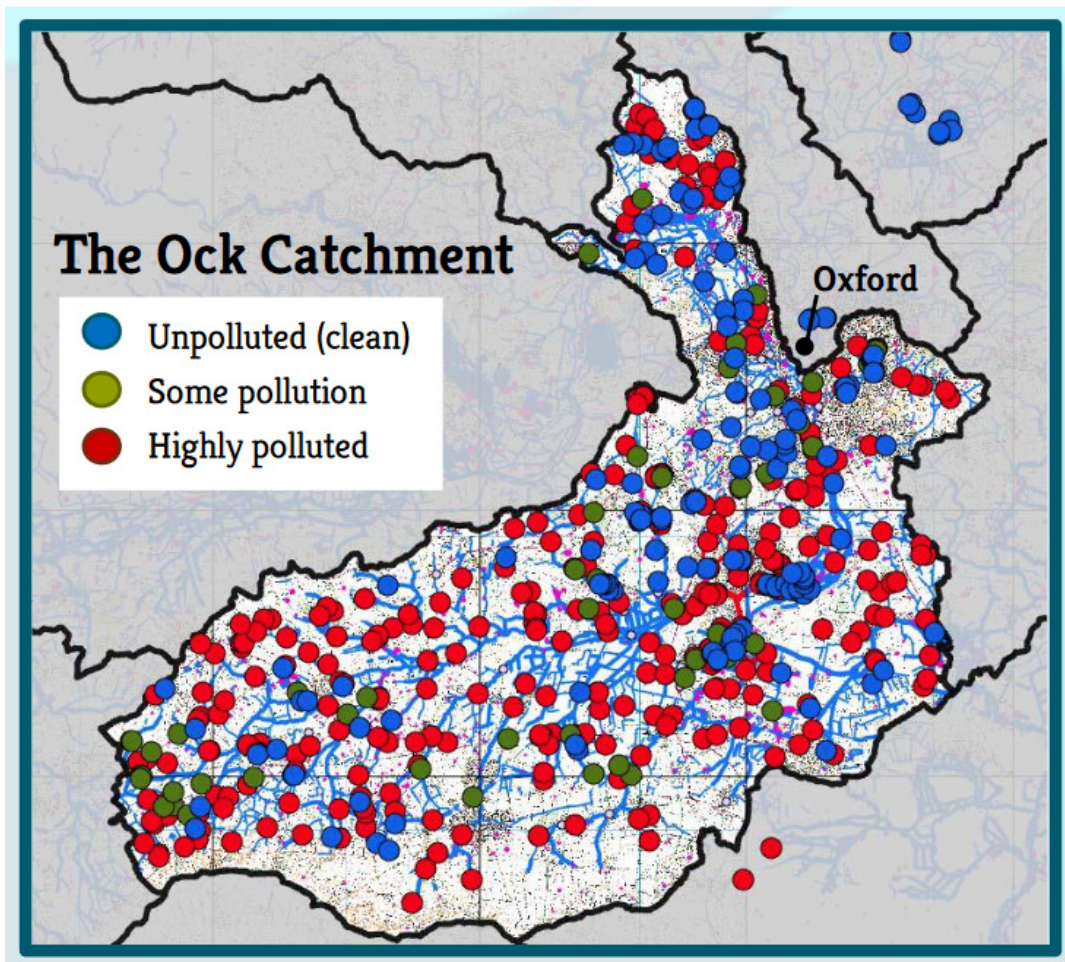 The Ock Catchment
Oxford
Unpolluted (clean)
Some pollution
Highly polluted